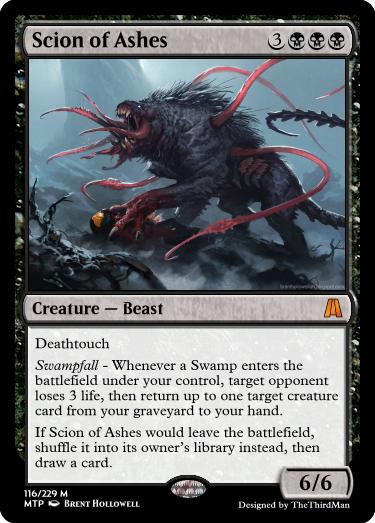 Scion of Ashes 3
Creature — Beast
Deathtouch
Swampfall - Whenever a Swamp enters the
battlefield under your control, target opponent
loses 3 life, then return up to one target creature
card from your graveyard to your hand.
If Scion of Ashes would leave the battlefield,
shuffle it into its owner's library instead, then
draw a card.
6/6
116/229 M
MTP Brent Hollowell
Designed by TheThirdMan